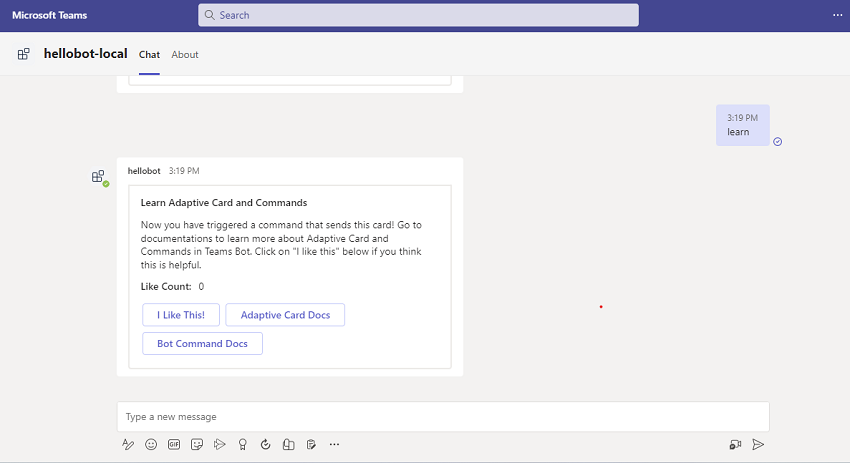 Microsoft Teams
Search
hellobot-local
Chat
About
3:19 PM
learn
hellobot 3:19 PM
Learn Adaptive Card and Commands
Now you have triggered a command that sends this card! Go to
documentations to learn more about Adaptive Card and
Commands in Teams Bot. Click on "I like this" below if you think
this is helpful.
Like Count: 0
I Like This!
Adaptive Card Docs
Bot Command Docs
Type a new message
GIF